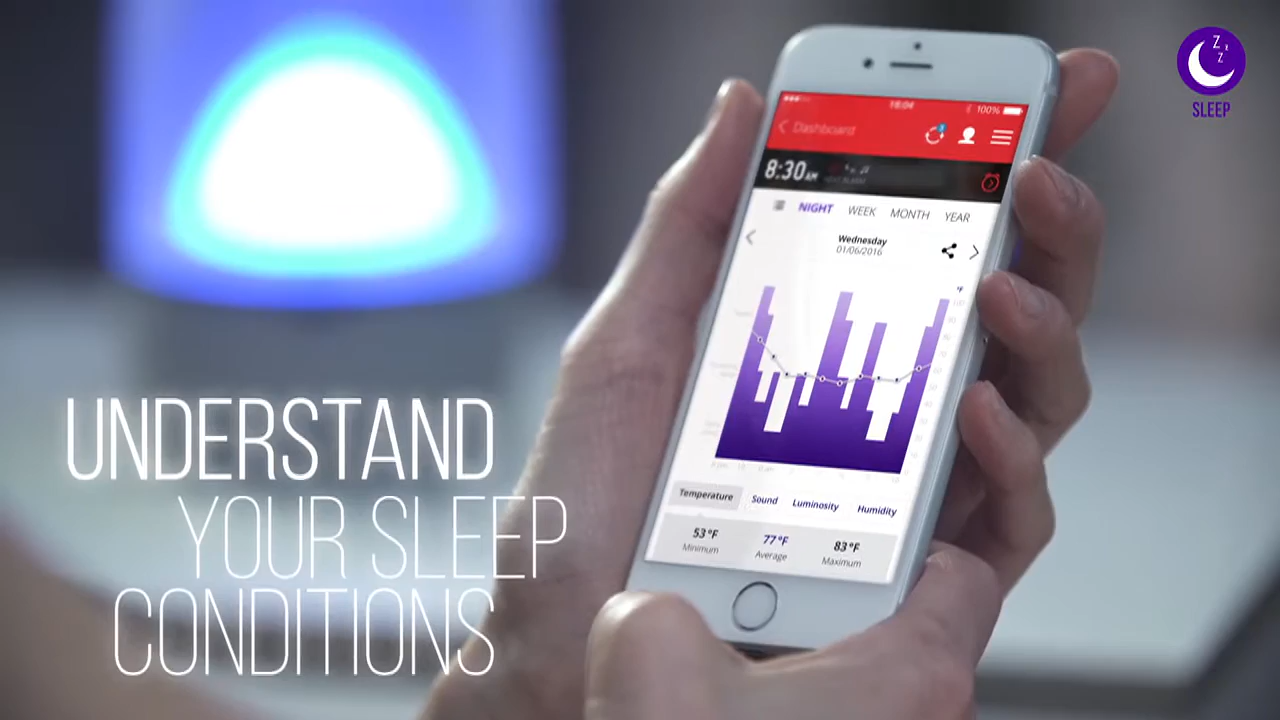 Z
Z
z
SLEEP
18:04
100%
Dashboard
8:30AM
NIGHT WEEK MONTH YEAR
Wednesday
01/06/2016
°F
Temperature Sound Luminosity Humidity
53°F 77°F 83°F
Minimum Average Maximum
UNDERSTAND
YOUR SLEEP
CONDITIONS